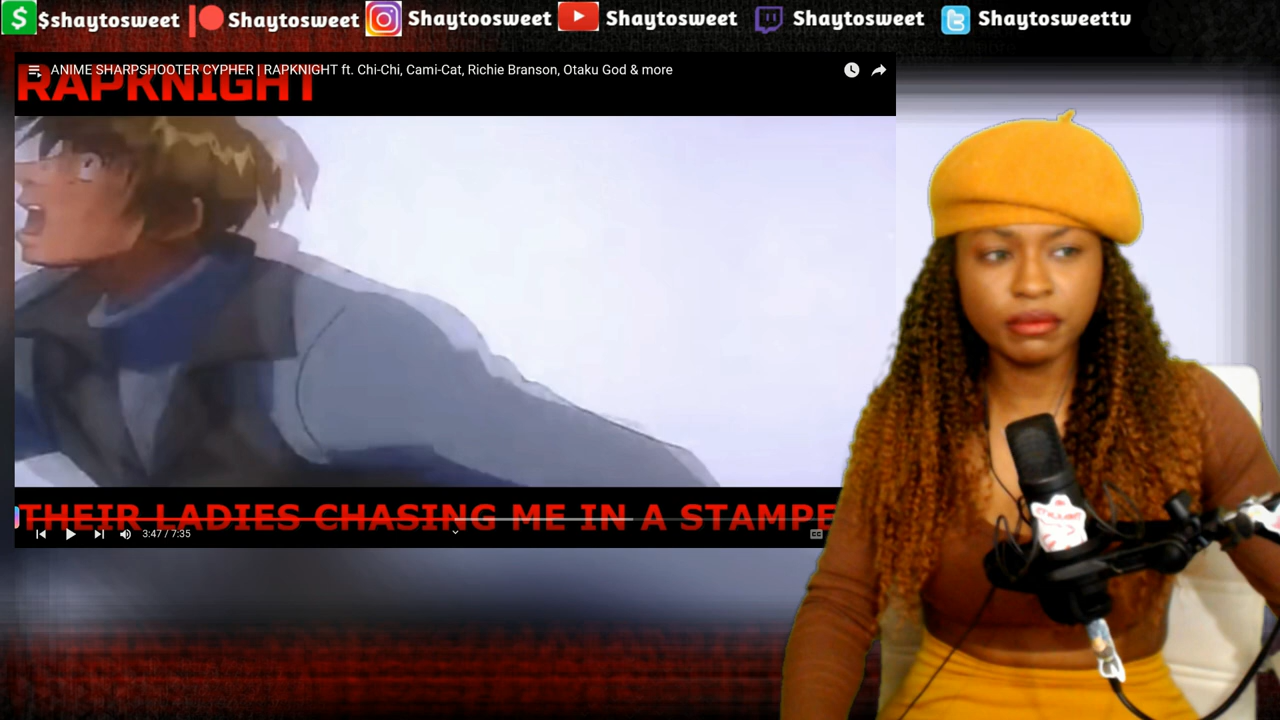 $shaytosweet Shaytosweet Shaytoosweet Shaytosweet Shaytosweet Shaytosweettv
ANIME SHARPSHOOTER CYPHER | RAPKNIGHT ft. Chi-Chi, Cami-Cat, Richie Branson, Otaku God & more
RAPKNIGHT
THEIR LADIES CHASING ME IN A STAMPE
3:47 / 7:35
CC